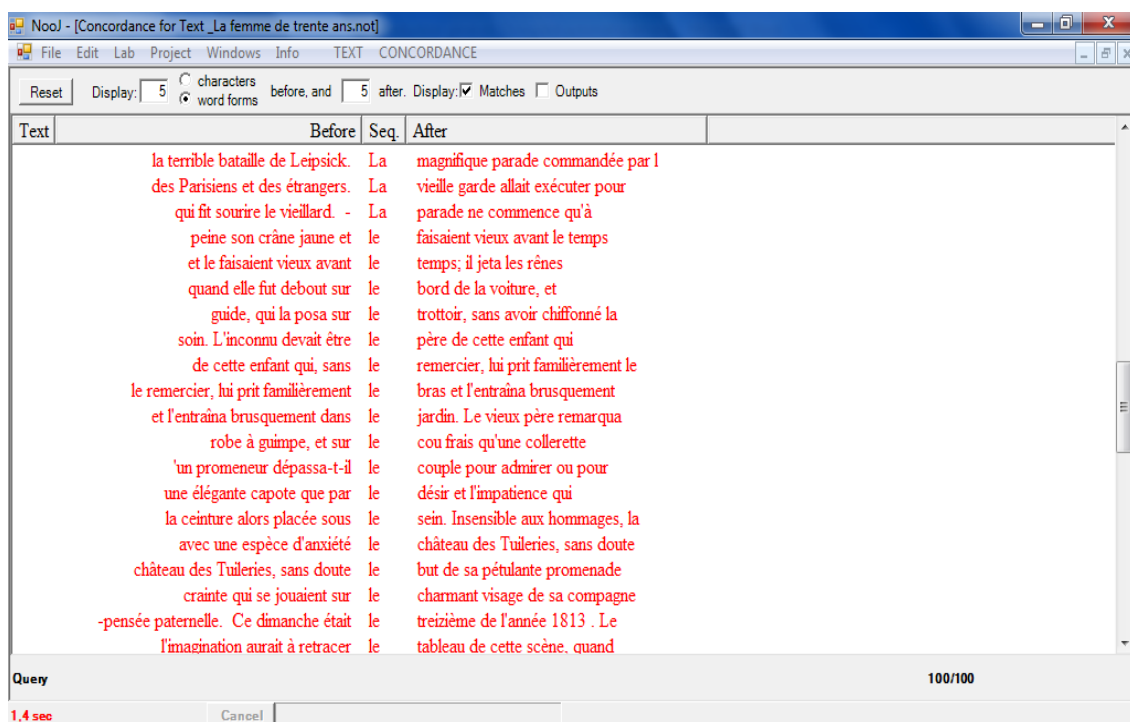 NooJ - [Concordance for Text _La femme de trente ans.not]
File Edit Lab Project Windows Info TEXT CONCORDANCE
Reset Display: 5 characters word forms before, and 5 after. Display: Matches Outputs
Text Before Seq. After
la terrible bataille de Leipsick. La magnifique parade commandée par l
des Parisiens et des étrangers. La vieille garde allait exécuter pour
qui fit sourire le vieillard. - La parade ne commence qu'à
peine son crâne jaune et le faisaient vieux avant le temps
et le faisaient vieux avant le temps; il jeta les rênes
quand elle fut debout sur le bord de la voiture, et
guide, qui la posa sur le trottoir, sans avoir chiffonné la
soin. L'inconnu devait être le père de cette enfant qui
de cette enfant qui, sans le remercier, lui prit familièrement le
le remercier, lui prit familièrement le bras et l'entraîna brusquement
et l'entraîna brusquement dans le jardin. Le vieux père remarqua
robe à guimpe, et sur le cou frais qu'une collerette
'un promeneur dépassa-t-il le couple pour admirer ou pour
une élégante capote que par le désir et l'impatience qui
la ceinture alors placée sous le sein. Insensible aux hommages, la
avec une espèce d'anxiété le château des Tuileries, sans doute
château des Tuileries, sans doute le but de sa pétulante promenade
crainte qui se jouaient sur le charmant visage de sa compagne
-pensée paternelle. Ce dimanche était le treizième de l'année 1813 . Le
l'imagination aurait à retracer le tableau de cette scène, quand
Query 100/100
1,4 sec Cancel